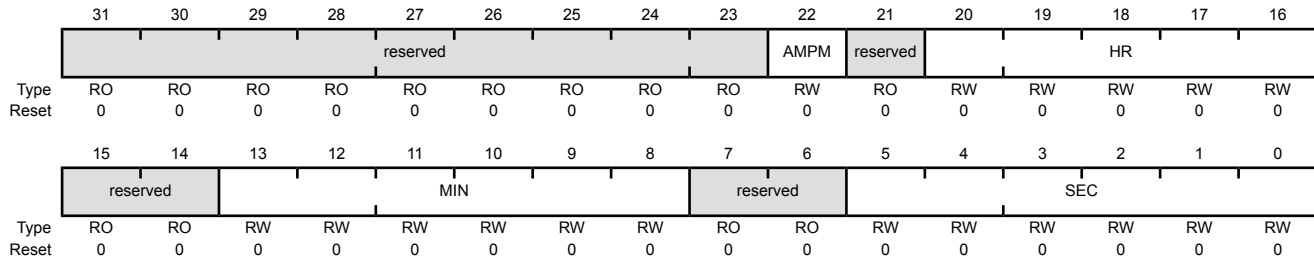 31 30 29 28 27 26 25 24 23 22 21 20 19 18 17 16
reserved AMPM reserved HR
Type RO RO RO RO RO RO RO RO RO RW RO RW RW RW RW RW
Reset 0 0 0 0 0 0 0 0 0 0 0 0 0 0 0 0
15 14 13 12 11 10 9 8 7 6 5 4 3 2 1 0
reserved MIN reserved SEC
Type RO RO RW RW RW RW RW RW RO RO RW RW RW RW RW RW
Reset 0 0 0 0 0 0 0 0 0 0 0 0 0 0 0 0